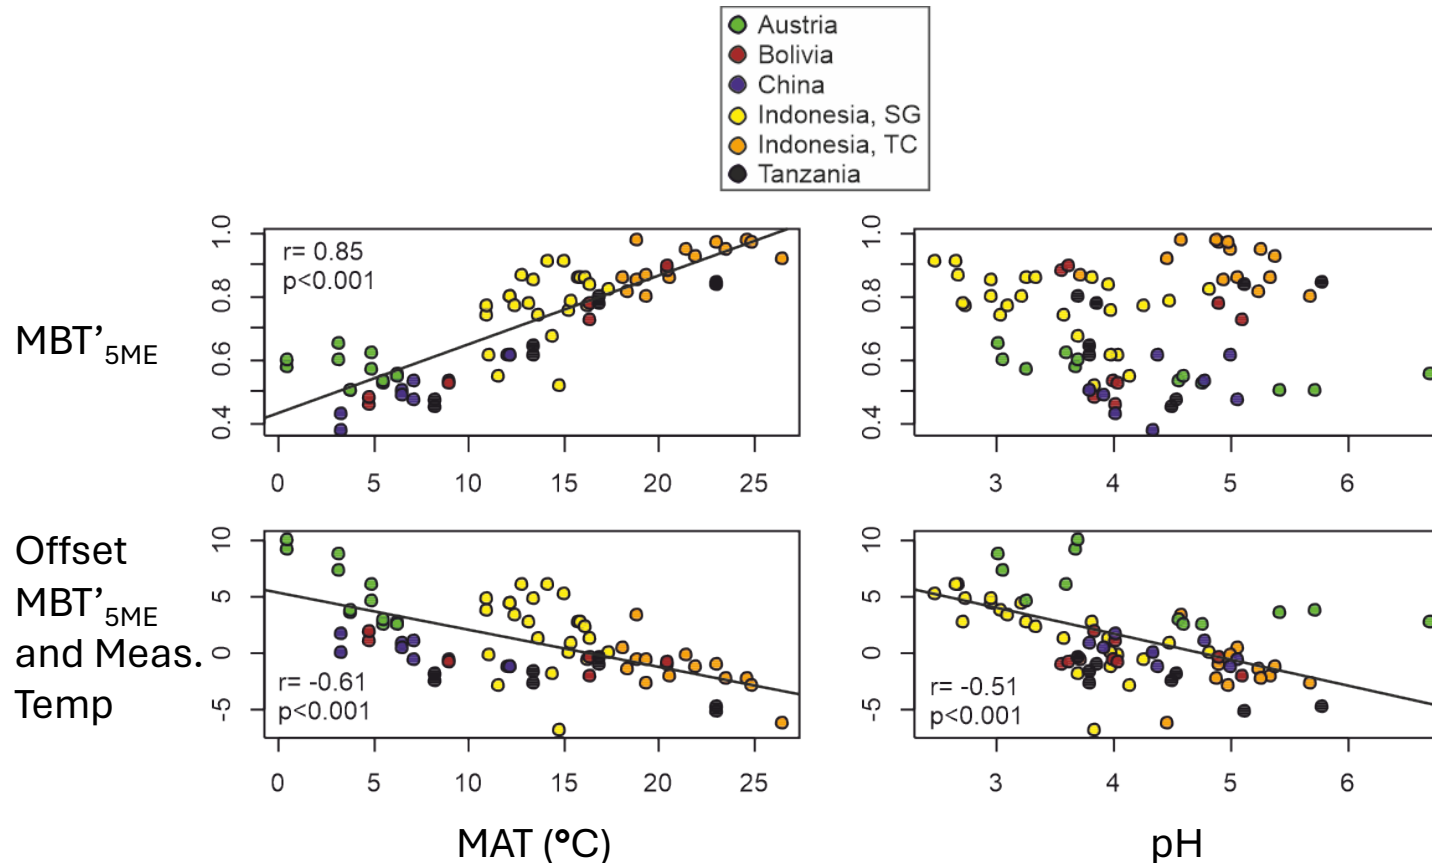 Austria
Bolivia
China
Indonesia, SG
Indonesia, TC
Tanzania
MBT’5ME
1.0
0.8
0.6
0.4
r= 0.85
p<0.001
0 5 10 15 20 25
1.0
0.8
0.6
0.4
3 4 5 6
Offset
MBT’5ME
and Meas.
Temp
10
5
0
-5
r= -0.61
p<0.001
0 5 10 15 20 25
MAT (°C)
10
5
0
-5
r= -0.51
p<0.001
3 4 5 6
pH